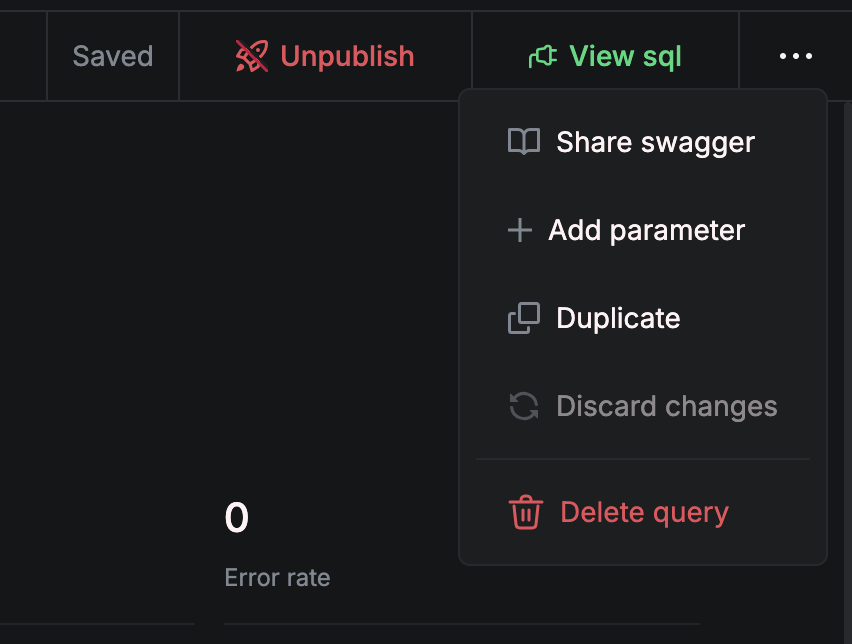 Saved
Unpublish
View sql
Share swagger
Add parameter
Duplicate
Discard changes
Delete query
0
Error rate